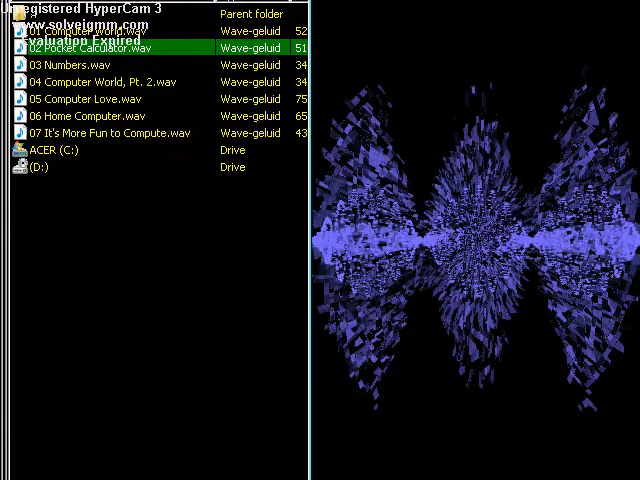 Unregistered HyperCam 3
www.solveigmm.com
Evaluation Expired
Parent folder
01 Computer World.wav Wave-geluid 52
02 Pocket Calculator.wav Wave-geluid 51
03 Numbers.wav Wave-geluid 34
04 Computer World, Pt. 2.wav Wave-geluid 34
05 Computer Love.wav Wave-geluid 75
06 Home Computer.wav Wave-geluid 65
07 It's More Fun to Compute.wav Wave-geluid 43
ACER (C:) Drive
(D:) Drive